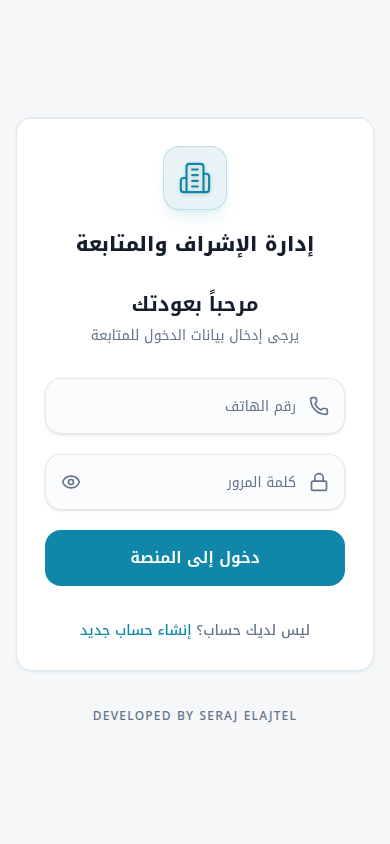 إدارة الإشراف والمتابعة
مرحباً بعودتك
يرجى إدخال بيانات الدخول للمتابعة
رقم الهاتف
كلمة المرور
دخول إلى المنصة
ليس لديك حساب؟ إنشاء حساب جديد
DEVELOPED BY SERAJ ELAJTEL